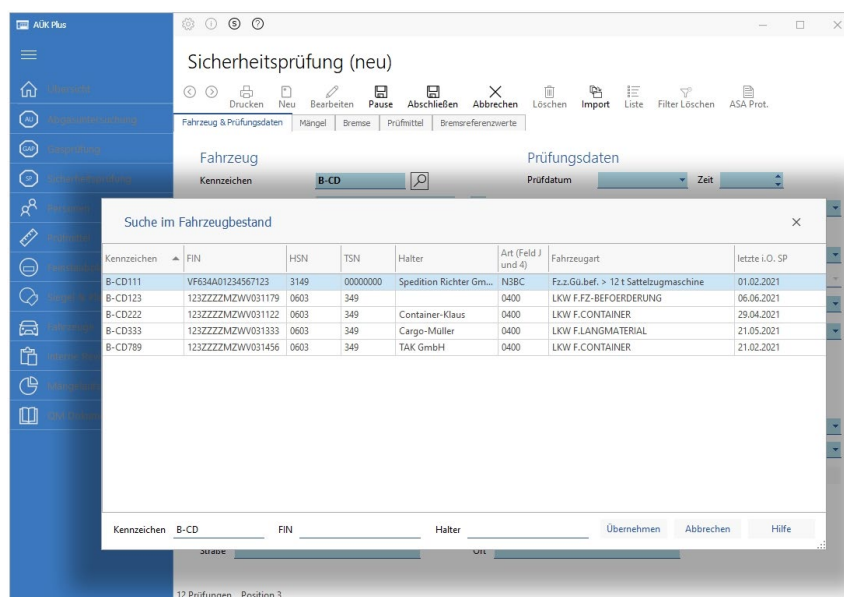 AÜK Plus
Sicherheitsprüfung (neu)
Drucken Neu Bearbeiten Pause Abschließen Abbrechen Löschen Import Liste Filter Löschen ASA Prot.
Fahrzeug & Prüfungsdaten Mängel Bremse Prüfmittel Bremsreferenzwerte
Übersicht
AU
GAP
SP
Fahrzeug Prüfungsdaten
Kennzeichen B-CD Prüfdatum Zeit
Suche im Fahrzeugbestand
Kennzeichen FIN HSN TSN Halter Art (Feld J und 4) Fahrzeugart letzte i.O. SP
B-CD111 VF634A01234567123 3149 00000000 Spedition Richter Gm... N3BC Fz.z.Gü.bef. > 12 t Sattelzugmaschine 01.02.2021
B-CD123 123ZZZZMZWV031179 0603 349 0400 LKW F.FZ-BEFOERDERUNG 06.06.2021
B-CD222 123ZZZZMZWV031122 0603 349 Container-Klaus 0400 LKW F.CONTAINER 29.04.2021
B-CD333 123ZZZZMZWV031333 0603 349 Cargo-Müller 0400 LKW F.LANGMATERIAL 21.05.2021
B-CD789 123ZZZZMZWV031456 0603 349 TAK GmbH 0400 LKW F.CONTAINER 21.02.2021
Kennzeichen B-CD FIN Halter Übernehmen Abbrechen Hilfe
Straße Ort
12 Prüfungen Position 3